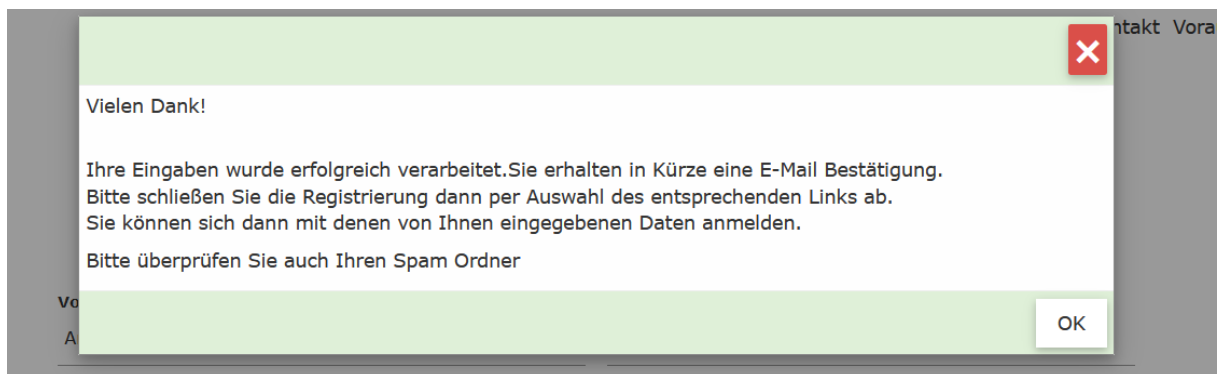 ntakt Vora
Vielen Dank!
Ihre Eingaben wurde erfolgreich verarbeitet.Sie erhalten in Kürze eine E-Mail Bestätigung.
Bitte schließen Sie die Registrierung dann per Auswahl des entsprechenden Links ab.
Sie können sich dann mit denen von Ihnen eingegebenen Daten anmelden.
Bitte überprüfen Sie auch Ihren Spam Ordner
Vo
A
OK